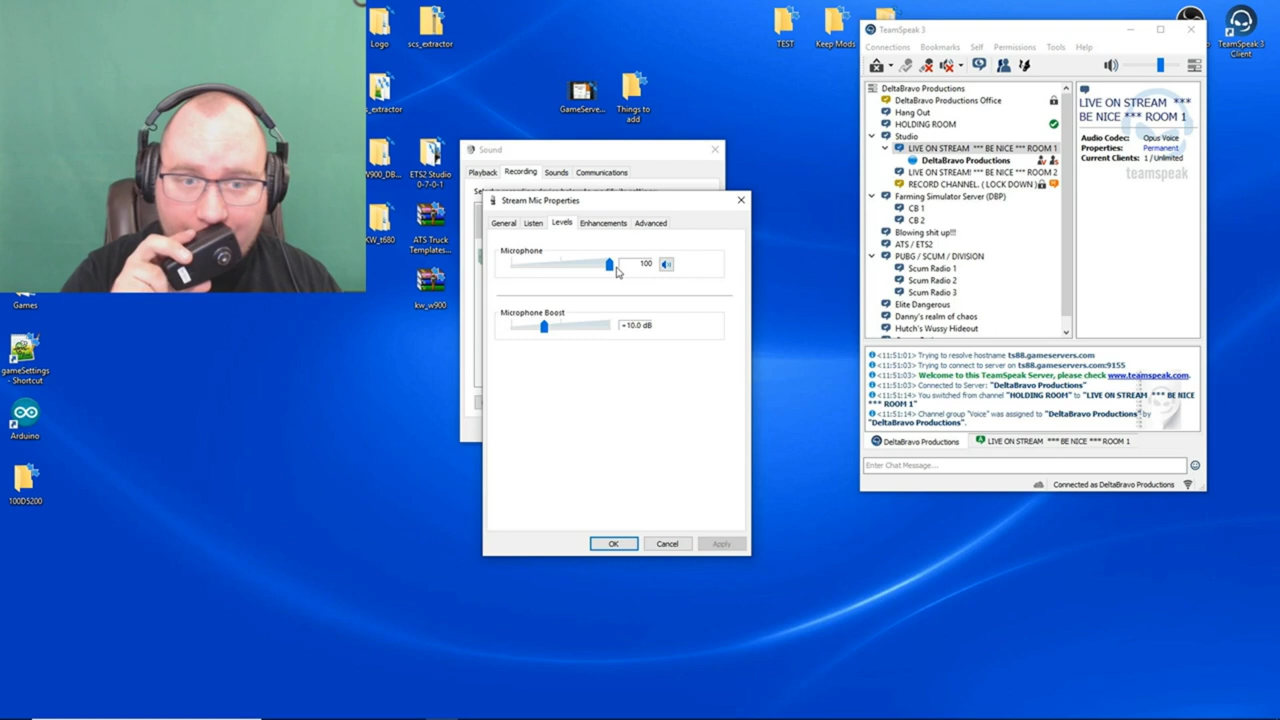 Logo
scs_extractor
s_extractor
GameServe...
Things to
add
TEST
Keep Mods
TeamSpeak 3
Client
V900_DB...
ETS2 Studio
0-7-0-1
KW_t680
ATS Truck
Templates...
kw_w900
Games
gameSettings
- Shortcut
Arduino
100D5200
Sound
Playback
Recording
Sounds
Communications
Stream Mic Properties
General
Listen
Levels
Enhancements
Advanced
Microphone
100
Microphone Boost
+10.0 dB
OK
Cancel
Apply
TeamSpeak 3
Connections
Bookmarks
Self
Permissions
Tools
Help
DeltaBravo Productions
DeltaBravo Productions Office
Hang Out
HOLDING ROOM
Studio
LIVE ON STREAM *** BE NICE *** ROOM 1
DeltaBravo Productions
LIVE ON STREAM *** BE NICE *** ROOM 2
RECORD CHANNEL. ( LOCK DOWN )
Farming Simulator Server (DBP)
CB 1
CB 2
Blowing shit up!!!
ATS / ETS2
PUBG / SCUM / DIVISION
Scum Radio 1
Scum Radio 2
Scum Radio 3
Elite Dangerous
Danny's realm of chaos
Hutch's Wussy Hideout
LIVE ON STREAM ***
BE NICE *** ROOM 1
Audio Codec: Opus Voice
Properties: Permanent
Current Clients: 1 / Unlimited
teamspeak
<11:51:01> Trying to resolve hostname ts88.gameservers.com
<11:51:03> Trying to connect to server on ts88.gameservers.com:9155
<11:51:03> Welcome to this TeamSpeak Server, please check www.teamspeak.com.
<11:51:03> Connected to Server: "DeltaBravo Productions"
<11:51:14> You switched from channel "HOLDING ROOM" to "LIVE ON STREAM *** BE NICE
*** ROOM 1"
<11:51:14> Channel group "Voice" was assigned to "DeltaBravo Productions" by
"DeltaBravo Productions".
DeltaBravo Productions
LIVE ON STREAM *** BE NICE *** ROOM 1
Enter Chat Message...
Connected as DeltaBravo Productions